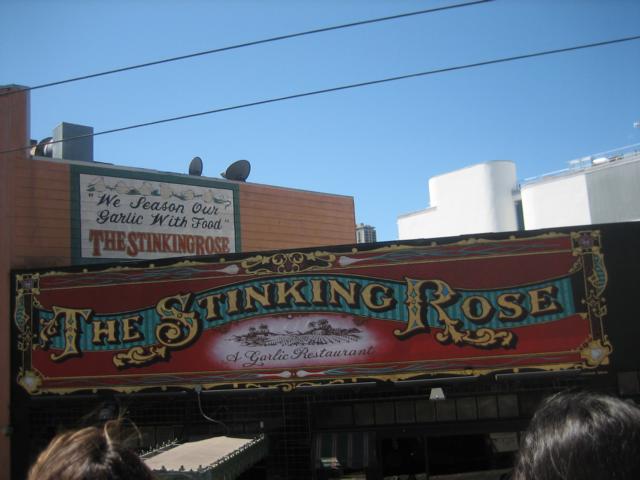 "We Season Our
Garlic With Food"
THE STINKING ROSE
The Stinking Rose
A Garlic Restaurant